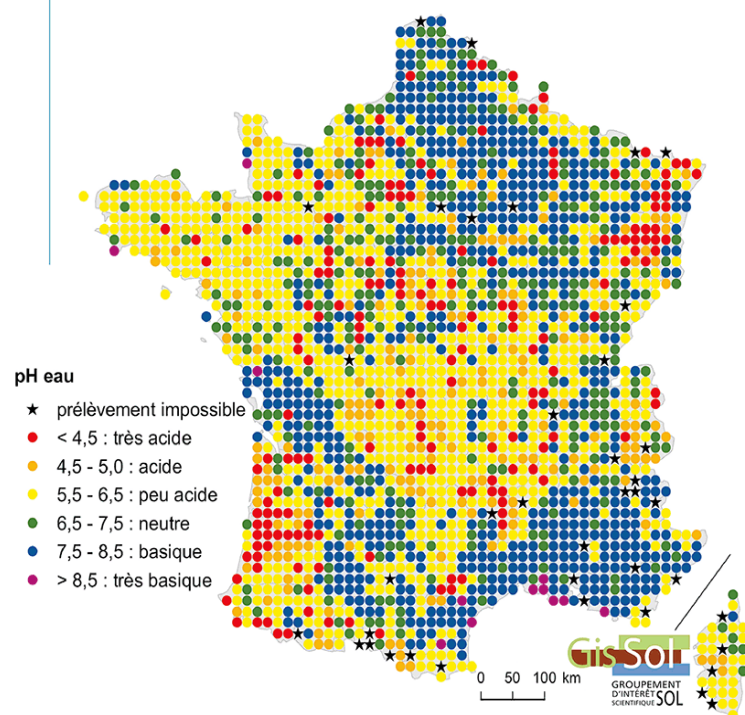 pH eau
prélèvement impossible
< 4,5 : très acide
4,5 - 5,0 : acide
5,5 - 6,5 : peu acide
6,5 - 7,5 : neutre
7,5 - 8,5 : basique
> 8,5 : très basique
0 50 100 km
Gis Sol
GROUPEMENT
D'INTÉRÊT
SCIENTIFIQUE SOL